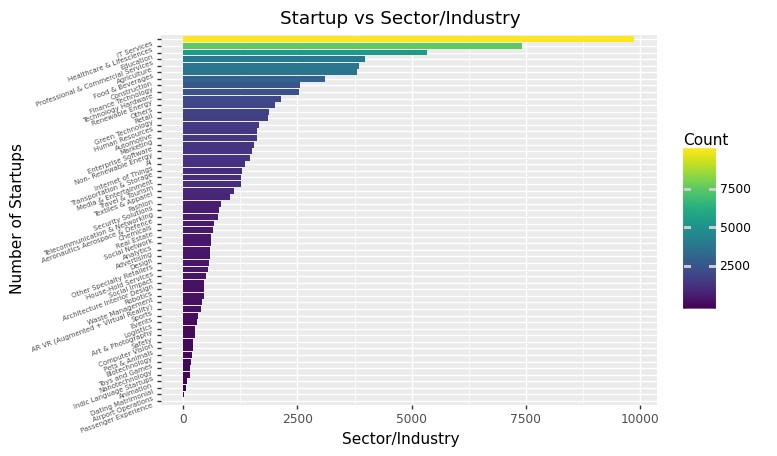 Startup vs Sector/Industry
Number of Startups
IT Services
Healthcare & Lifesciences
Education
Professional & Commercial Services
Agriculture
Food & Beverages
Construction
Finance Technology
Technology Hardware
Renewable Energy
Others
Retail
Green Technology
Human Resources
Automotive
Marketing
Enterprise Software
Non- Renewable Energy
AI
Internet of Things
Transportation & Storage
Media & Entertainment
Travel & Tourism
Textiles & Apparel
Fashion
Security Solutions
Telecommunication & Networking
Aeronautics Aerospace & Defence
Chemicals
Real Estate
Social Network
Analytics
Advertising
Design
Other Specialty Retailers
House-Hold Services
Social Impact
Architecture Interior Design
Robotics
Waste Management
AR VR (Augmented + Virtual Reality)
Sports
Events
Logistics
Art & Photography
Safety
Computer Vision
Pets & Animals
Biotechnology
Toys and Games
Nanotechnology
Indic Language Startups
Animation
Dating Matrimonial
Airport Operations
Passenger Experience
0 2500 5000 7500 10000
Sector/Industry
Count
7500
5000
2500